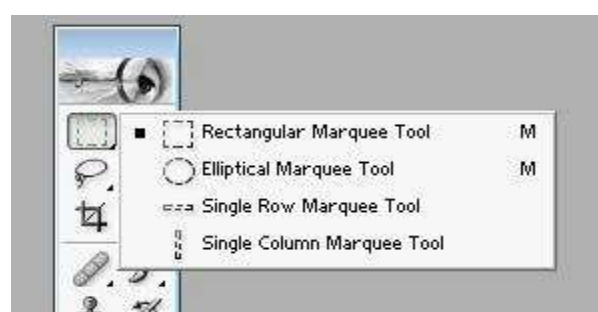 Rectangular Marquee Tool M
Elliptical Marquee Tool M
Single Row Marquee Tool
Single Column Marquee Tool